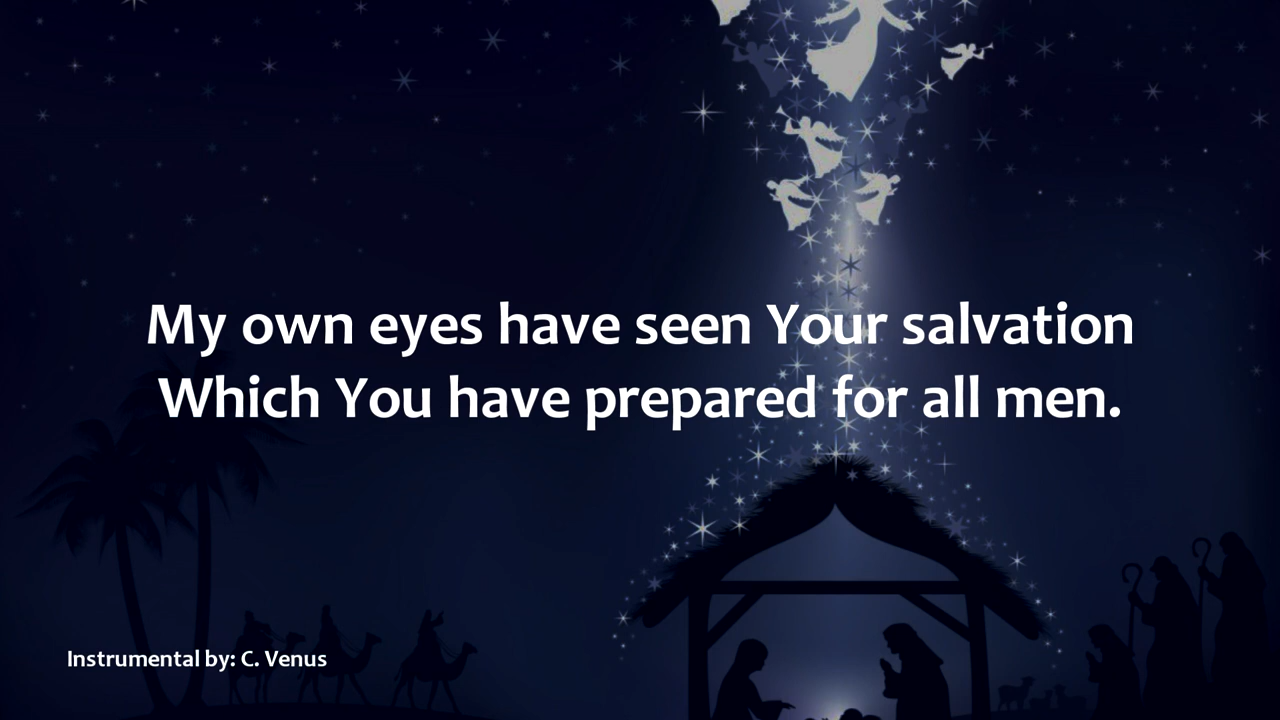 My own eyes have seen Your salvation
Which You have prepared for all men.
Instrumental by: C. Venus